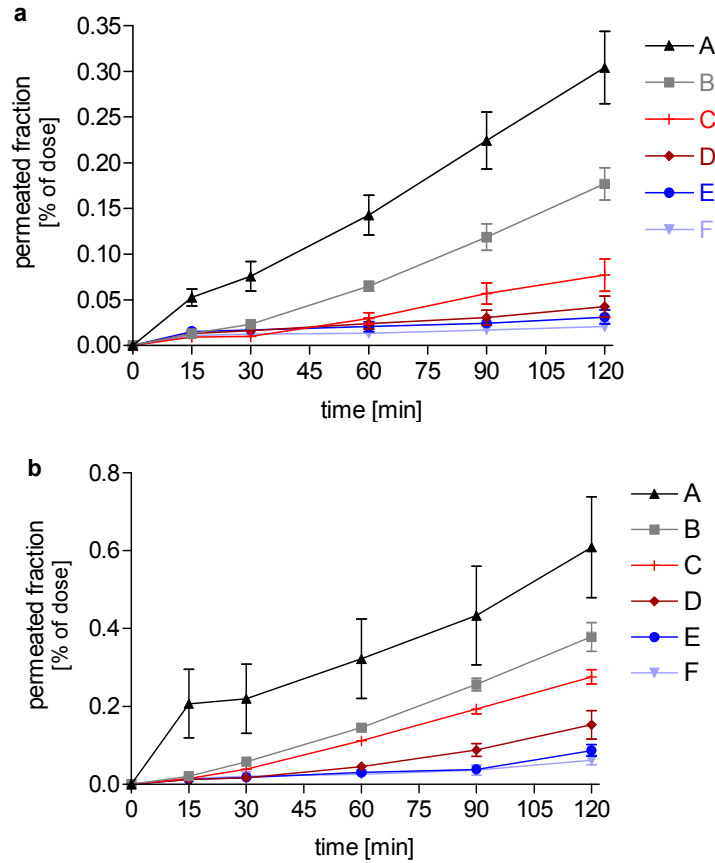 a
permeated fraction
[% of dose]
0.35
0.30
0.25
0.20
0.15
0.10
0.05
0.00
0 15 30 45 60 75 90 105 120
time [min]
A
B
C
D
E
F
b
permeated fraction
[% of dose]
0.8
0.6
0.4
0.2
0.0
0 15 30 45 60 75 90 105 120
time [min]
A
B
C
D
E
F